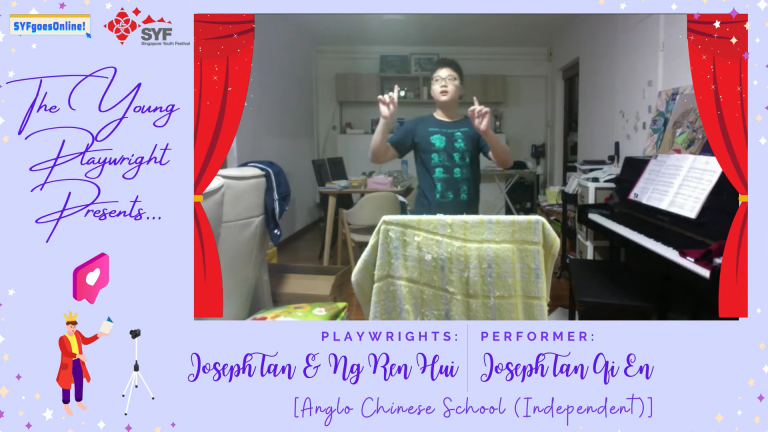 SYFgoesOnline!
SYF
Singapore Youth Festival
The Young
Playwright
Presents...
PLAYWRIGHTS:
Joseph Tan & Ng Ren Hui
PERFORMER:
Joseph Tan Qi En
[Anglo Chinese School (Independent)]